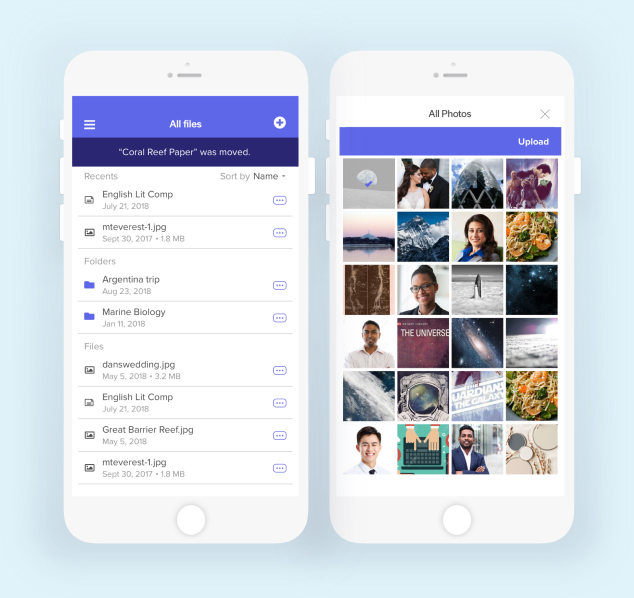 All files
“Coral Reef Paper” was moved.
Recents
Sort by Name
English Lit Comp
July 21, 2018
mteverest-1.jpg
Sept 30, 2017 • 1.8 MB
Folders
Argentina trip
Aug 23, 2018
Marine Biology
Jan 11, 2018
Files
danswedding.jpg
May 5, 2018 • 3.2 MB
English Lit Comp
July 21, 2018
Great Barrier Reef.jpg
May 5, 2018
mteverest-1.jpg
Sept 30, 2017 • 1.8 MB
All Photos
Upload
THE UNIVERSE
THE GALAXY